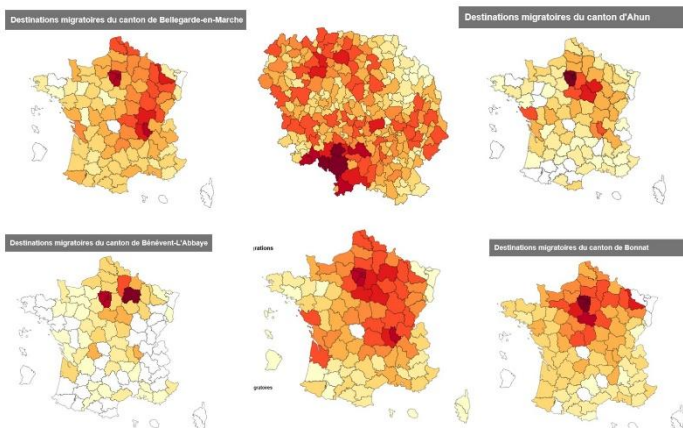 Destinations migratoires du canton de Bellegarde-en-Marche
Destinations migratoires du canton d'Ahun
Destinations migratoires du canton de Bénévent-L'Abbaye
Destinations migratoires du canton de Bonnat